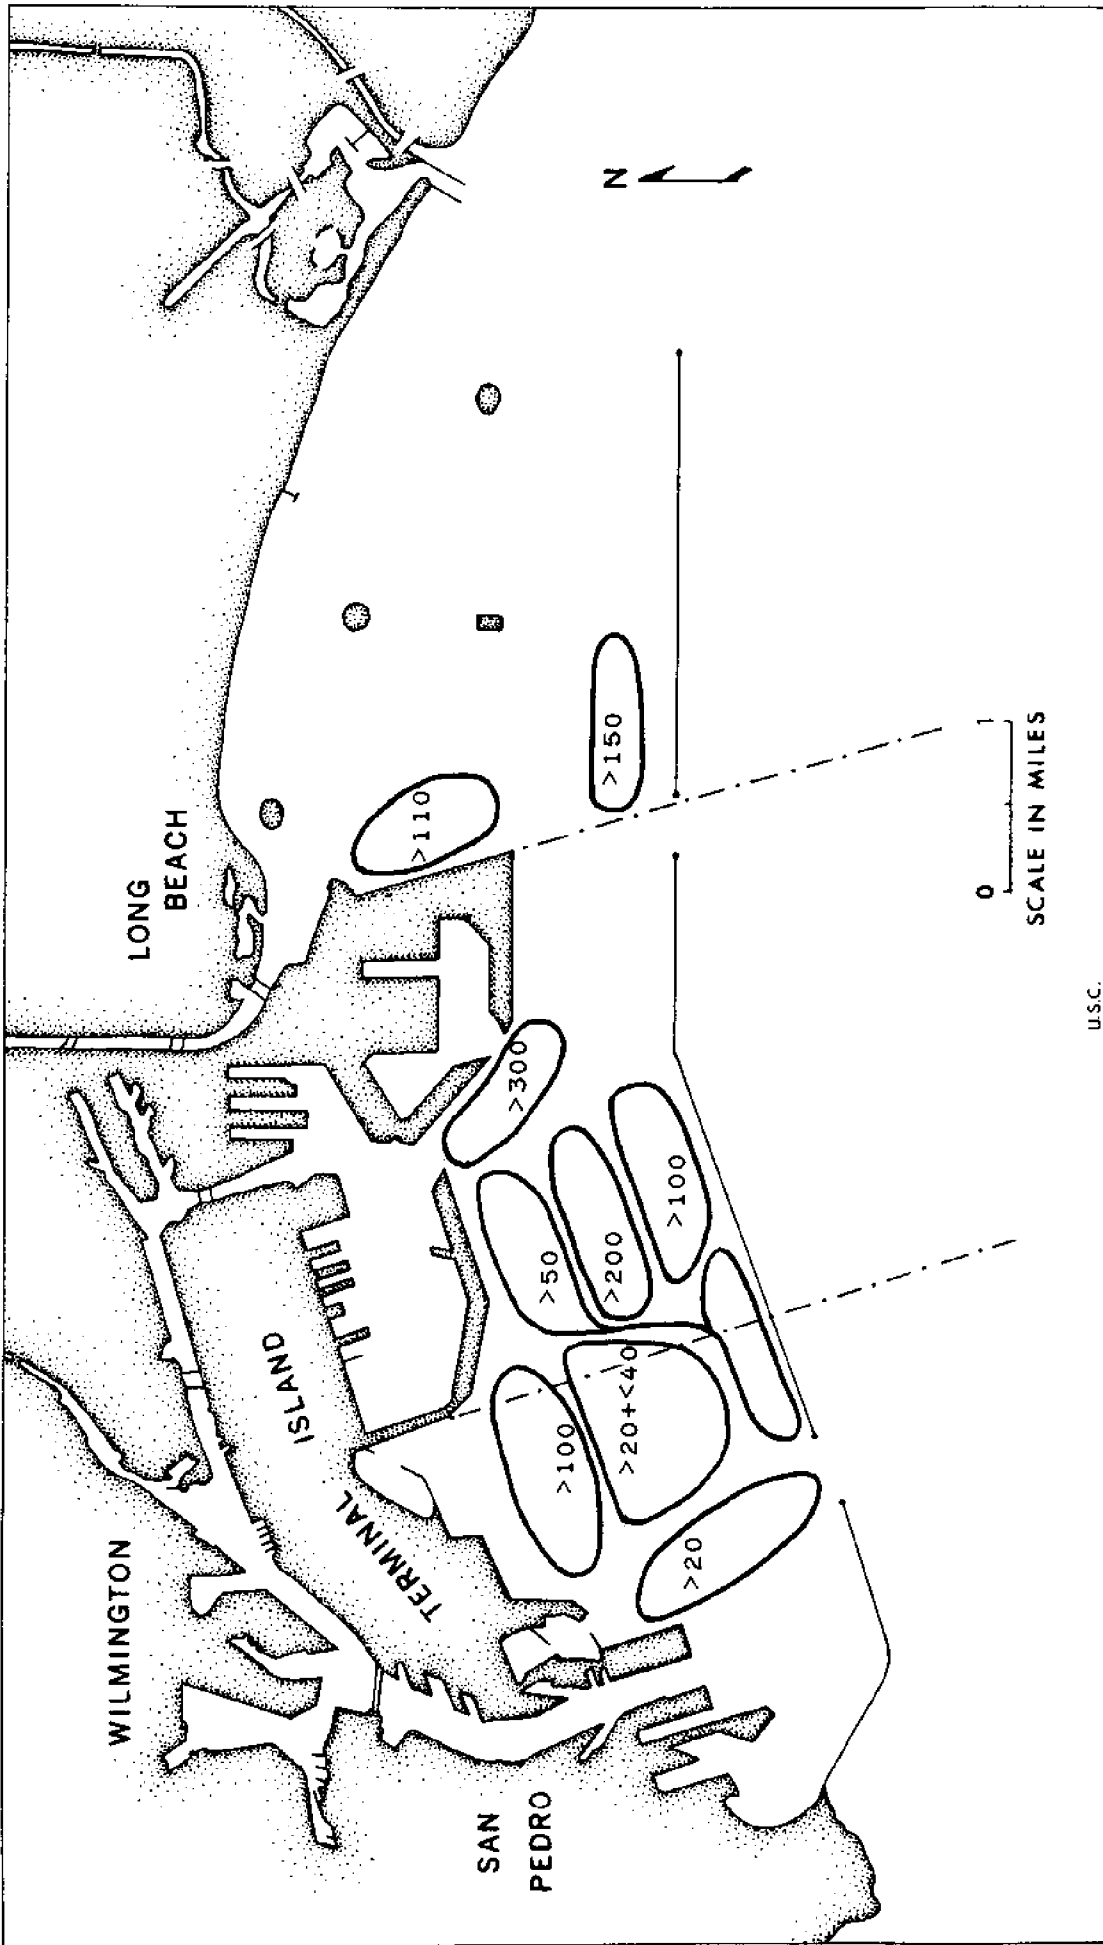 WILMINGTON
LONG
BEACH
TERMINAL
ISLAND
SAN
PEDRO
N
>110
>150
>300
>50
>200
>100
>100
>20+<40
>20
0 1
SCALE IN MILES
U.S.C.